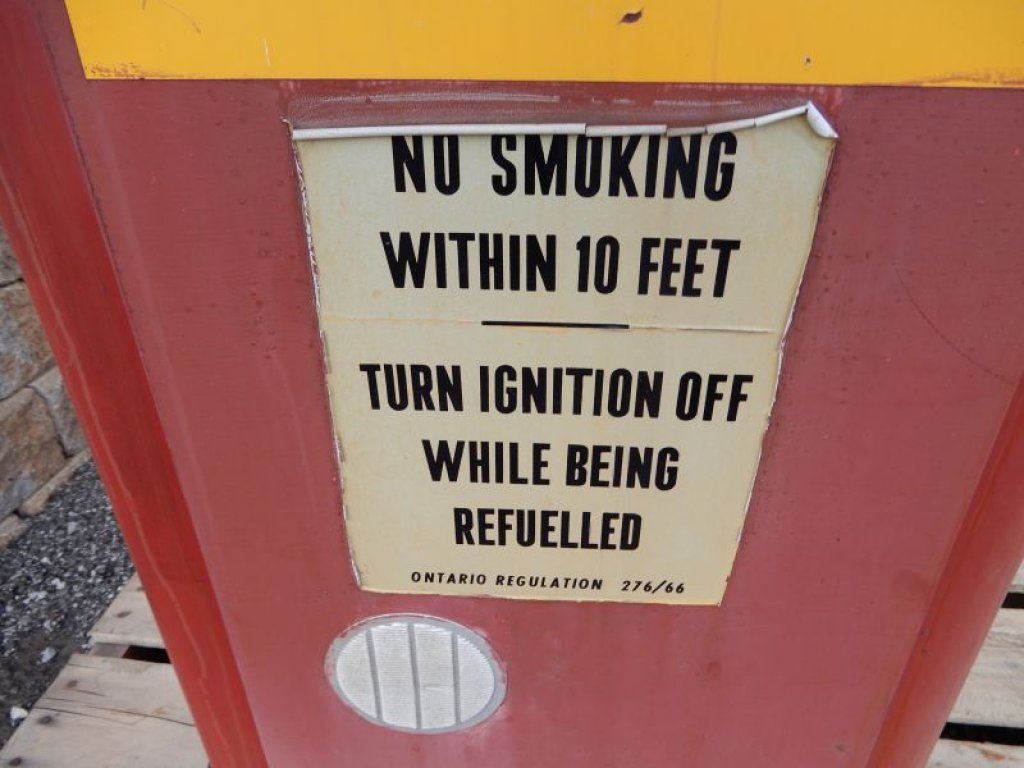 NO SMOKING
WITHIN 10 FEET
TURN IGNITION OFF
WHILE BEING
REFUELLED
ONTARIO REGULATION 276/66